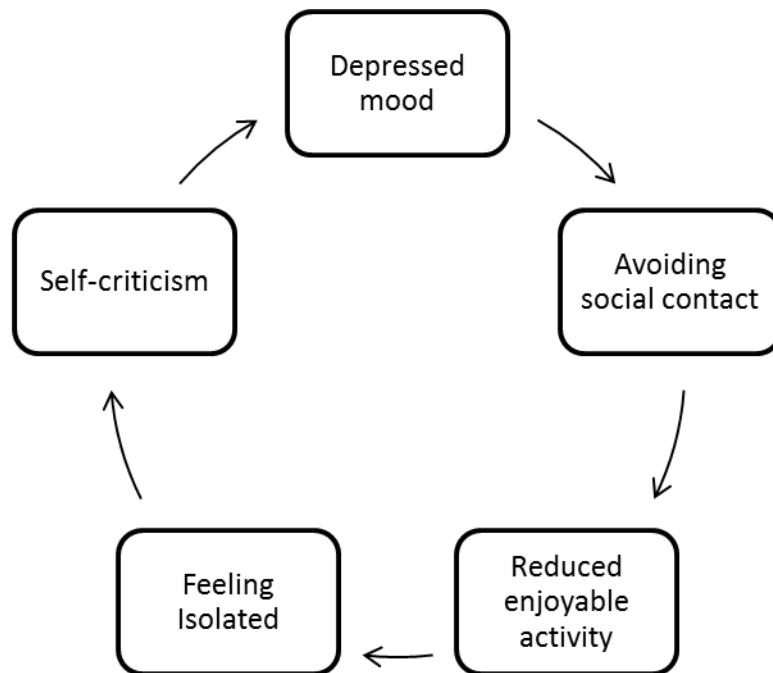 Depressed
mood
Avoiding
social contact
Reduced
enjoyable
activity
Feeling
Isolated
Self-criticism